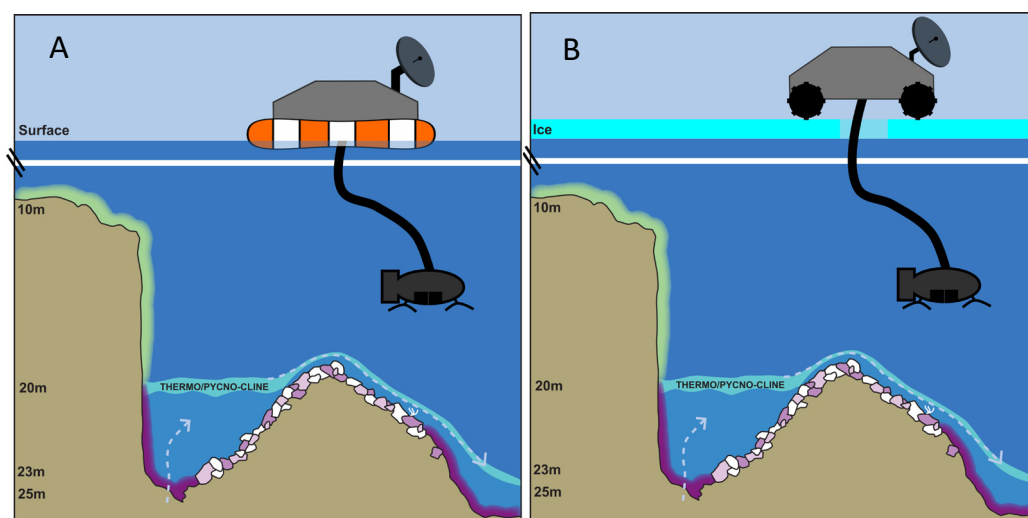 A
Surface
10m
THERMO/PYCNO-CLINE
20m
23m
25m
B
Ice
10m
THERMO/PYCNO-CLINE
20m
23m
25m